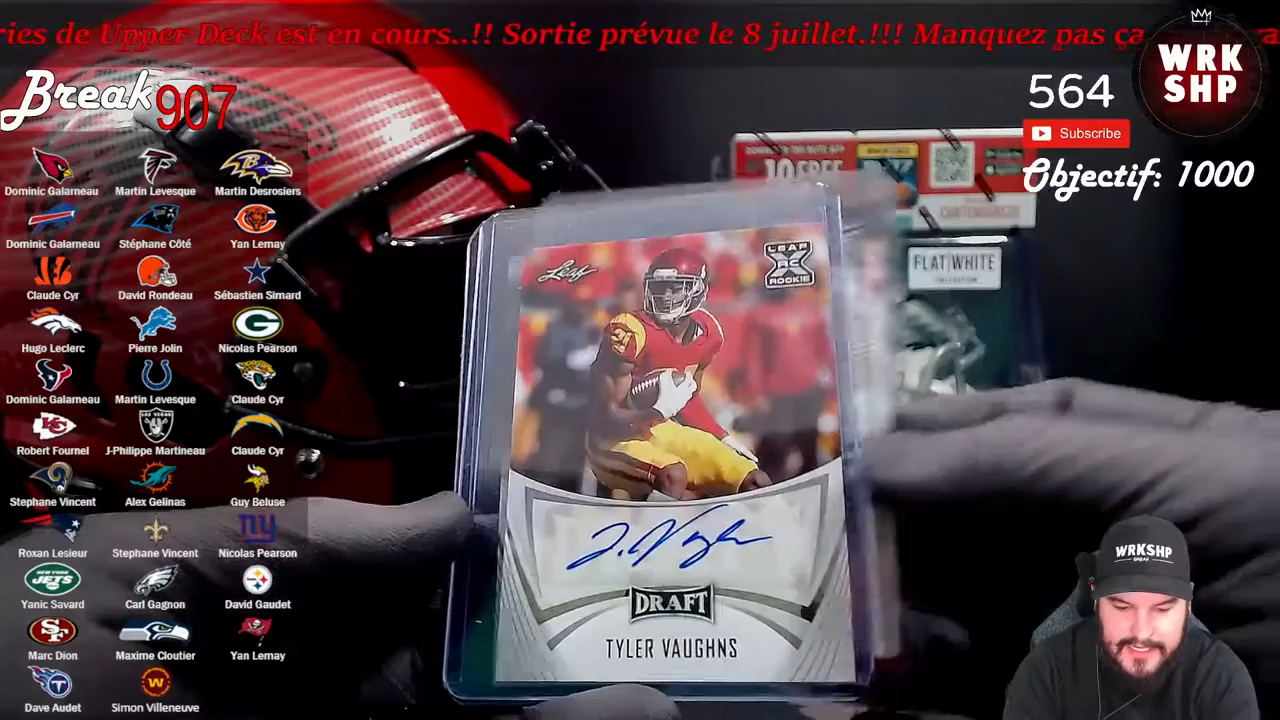 ries de Upper Deck est en cours..!! Sortie prévue le 8 juillet.!!! Manquez pas ça
Break 907
564
WRK
SHP
Subscribe
Objectif: 1000
Dominic Galarneau Martin Levesque Martin Desrosiers
Dominic Galarneau Stéphane Côté Yan Lemay
Claude Cyr David Rondeau Sébastien Simard
Hugo Leclerc Pierre Jolin Nicolas Pearson
Dominic Galarneau Martin Levesque Claude Cyr
Robert Fournel J-Philippe Martineau Claude Cyr
Stephane Vincent Alex Gelinas Guy Beluse
Roxan Lesieur Stephane Vincent Nicolas Pearson
Yanic Savard Carl Gagnon David Gaudet
Marc Dion Maxime Cloutier Yan Lemay
Dave Audet Simon Villeneuve
Leaf
LEAF
RC
ROOKIE
DRAFT
TYLER VAUGHNS
FLAT WHITE
WRKSHP
BREAK